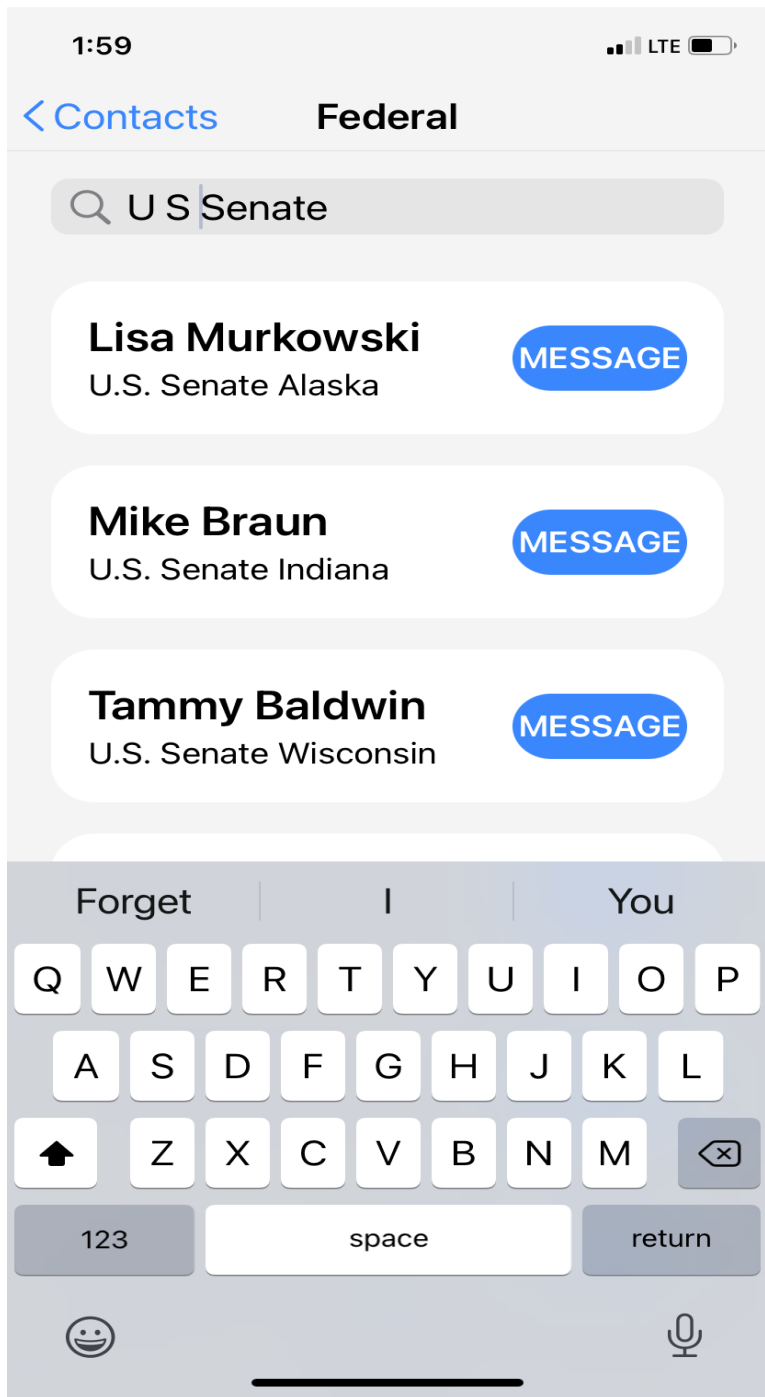 1:59 LTE
Contacts Federal
U S Senate
Lisa Murkowski
U.S. Senate Alaska
MESSAGE
Mike Braun
U.S. Senate Indiana
MESSAGE
Tammy Baldwin
U.S. Senate Wisconsin
MESSAGE
Forget I You
Q W E R T Y U I O P
A S D F G H J K L
Z X C V B N M
123 space return